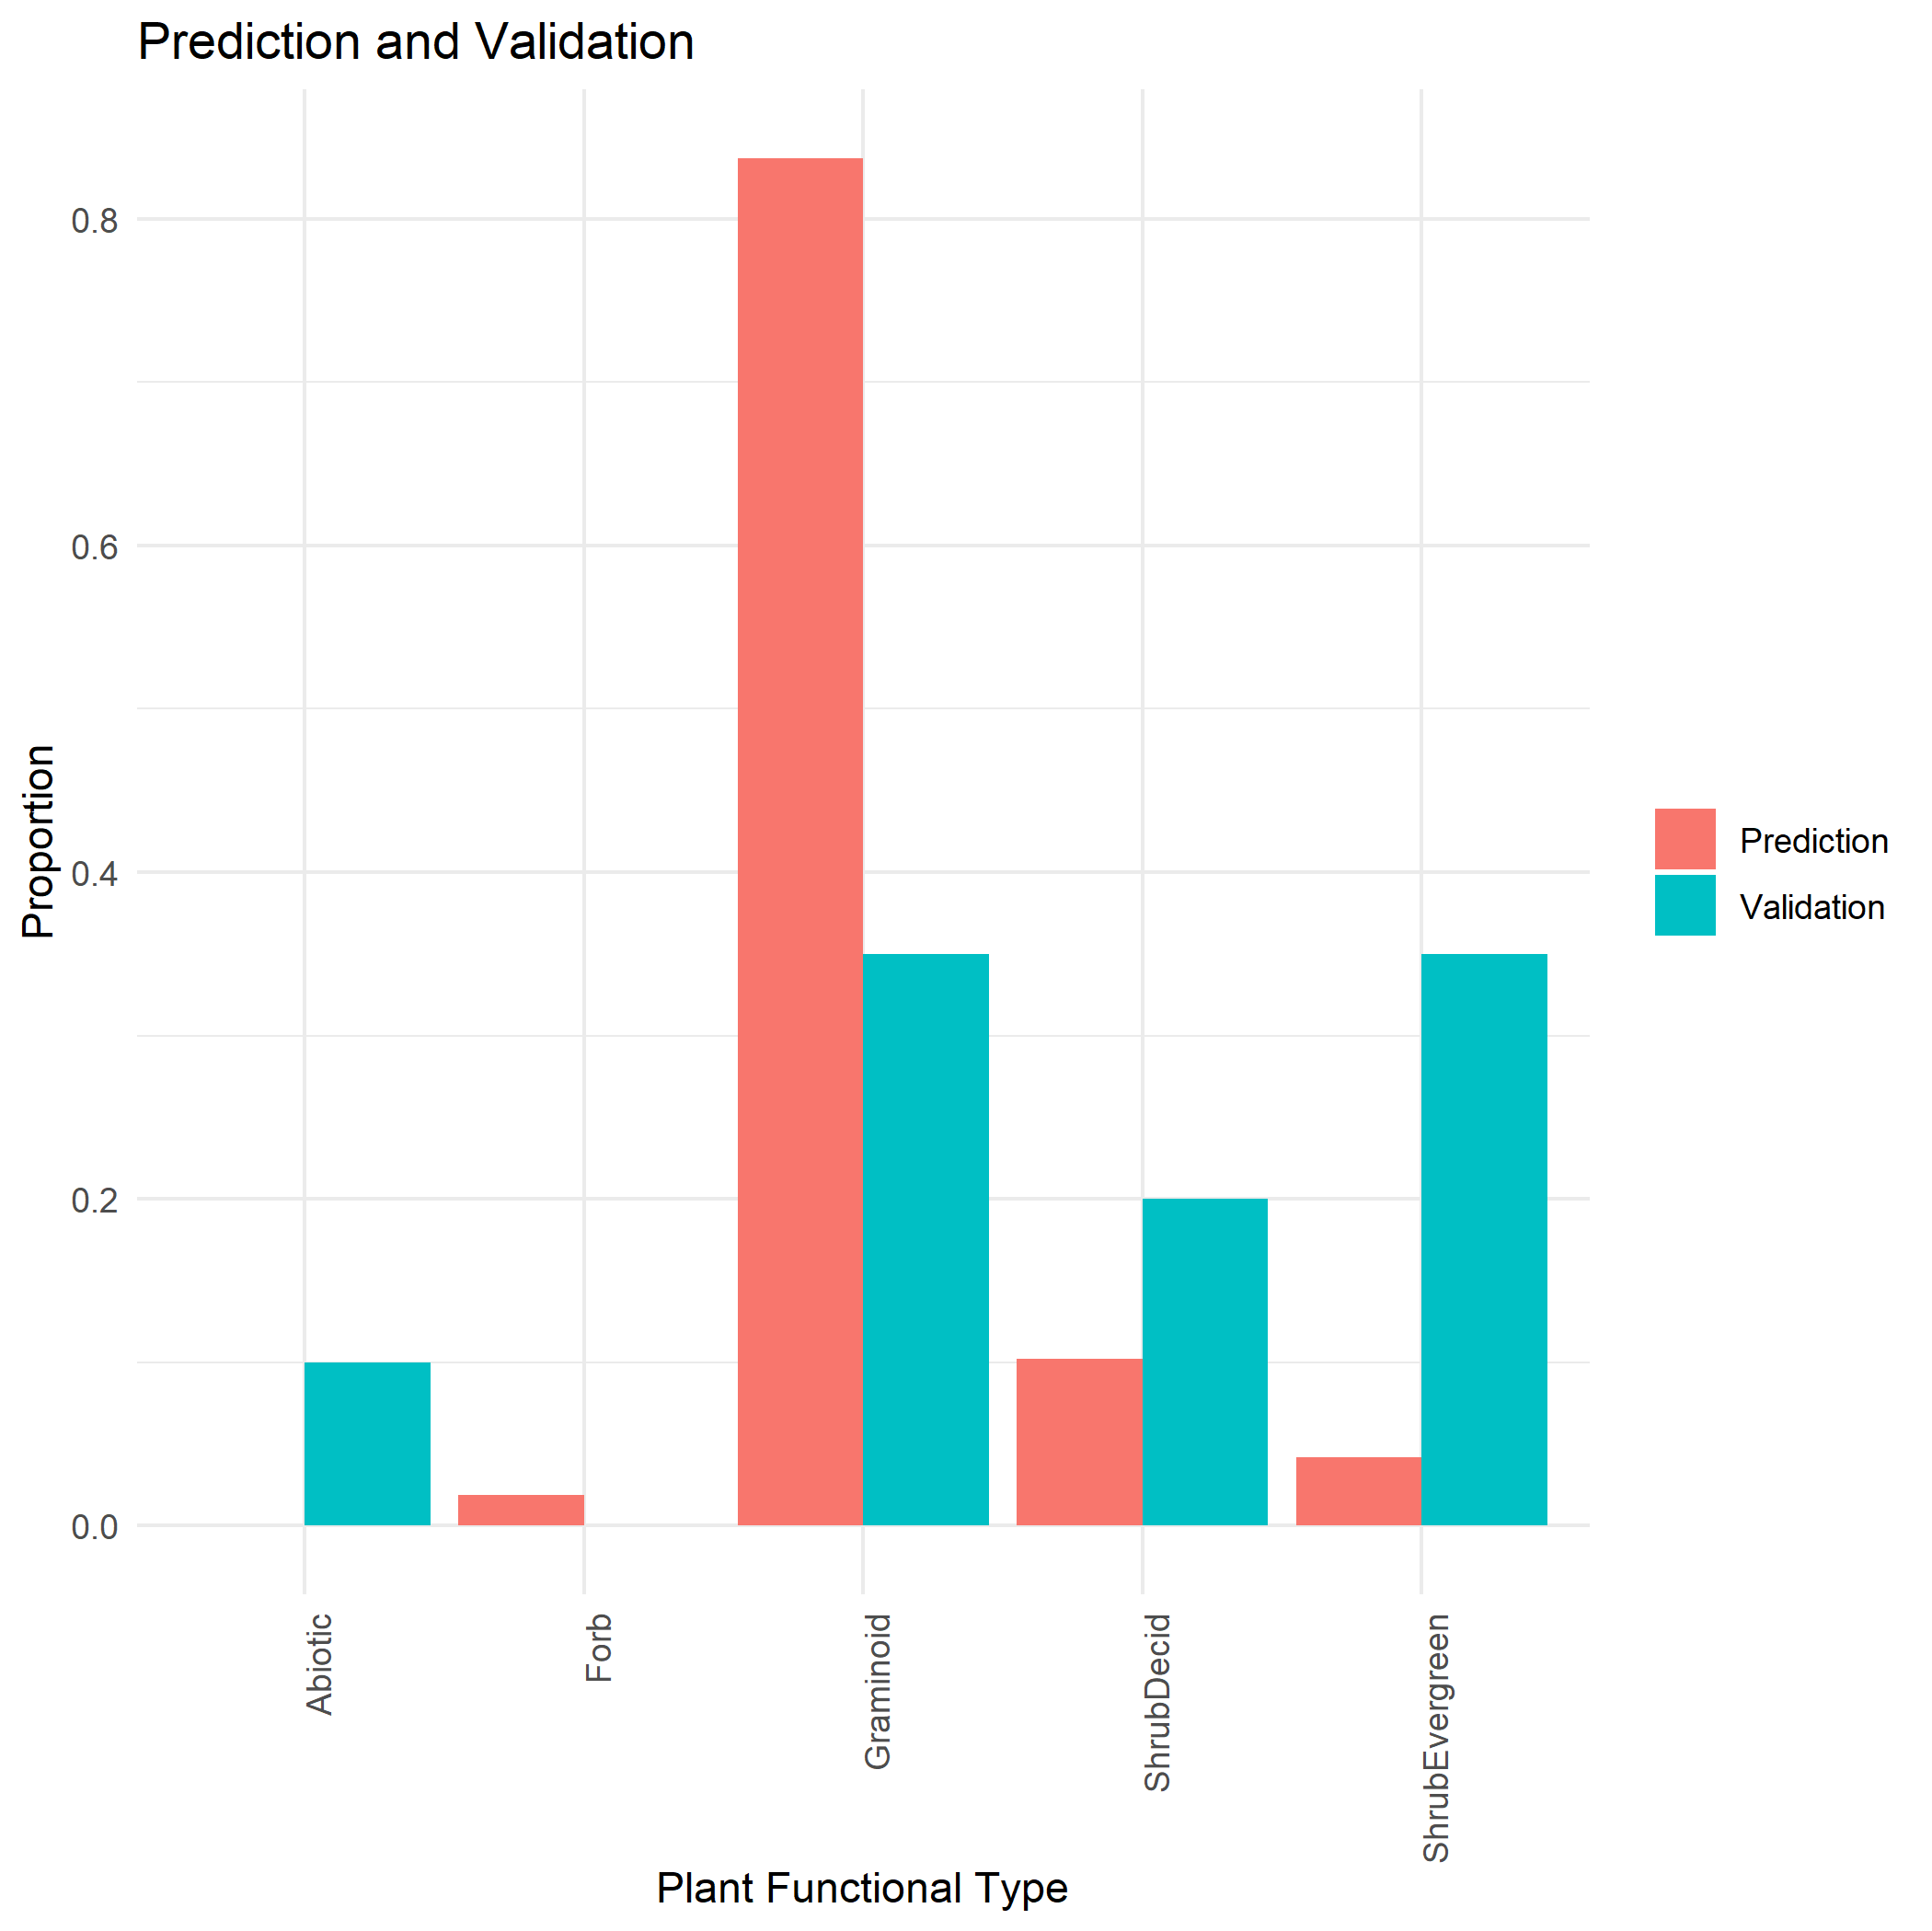 Prediction and Validation
Proportion
0.8
0.6
0.4
0.2
0.0
Abiotic
Forb
Graminoid
ShrubDecid
ShrubEvergreen
Plant Functional Type
Prediction
Validation